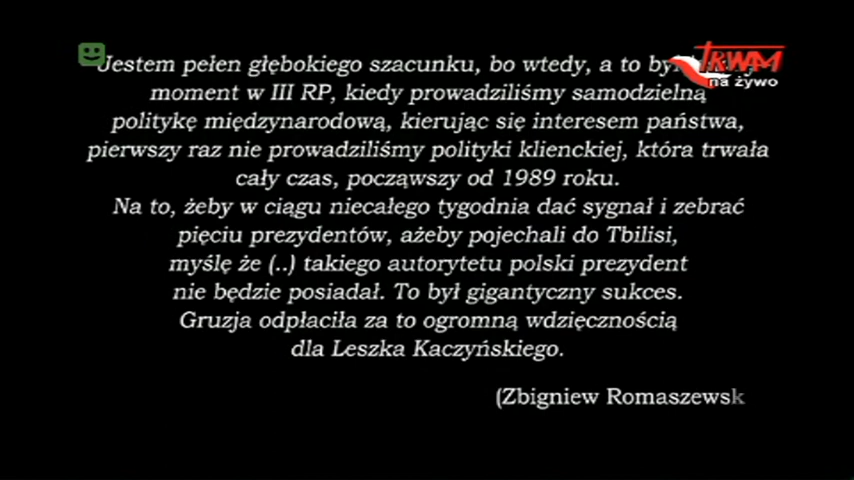 Jestem pełen głębokiego szacunku, bo wtedy, a to był
moment w III RP, kiedy prowadziliśmy samodzielną
politykę międzynarodową, kierując się interesem państwa,
pierwszy raz nie prowadziliśmy polityki klienckiej, która trwała
cały czas, począwszy od 1989 roku.
Na to, żeby w ciągu niecałego tygodnia dać sygnał i zebrać
pięciu prezydentów, ażeby pojechali do Tbilisi,
myślę że (..) takiego autorytetu polski prezydent
nie będzie posiadał. To był gigantyczny sukces.
Gruzja odpłaciła za to ogromną wdzięcznością
dla Leszka Kaczyńskiego.
(Zbigniew Romaszewsk
TRWAM
na żywo